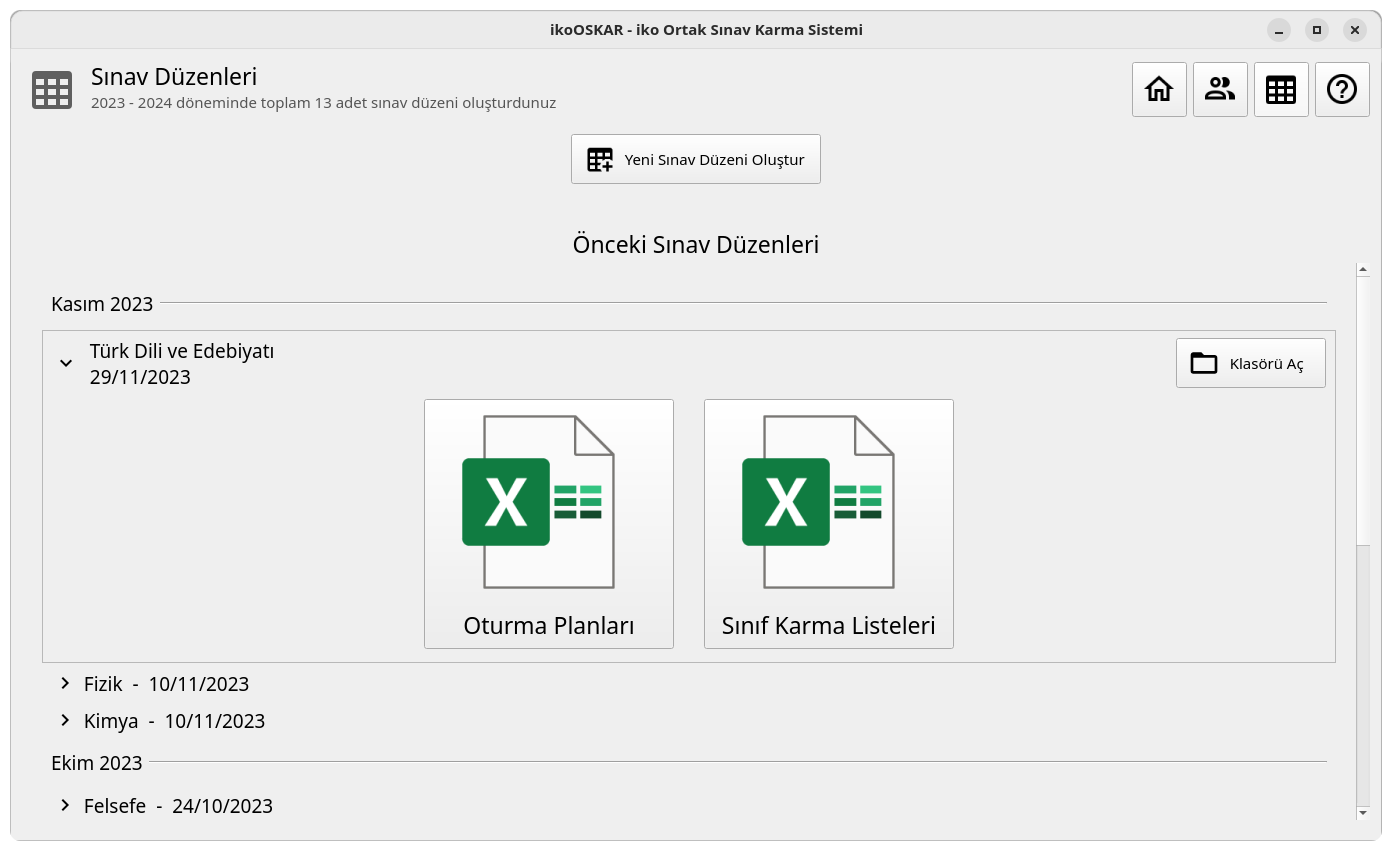 ikoOSKAR - iko Ortak Sınav Karma Sistemi
Sınav Düzenleri
2023 - 2024 döneminde toplam 13 adet sınav düzeni oluşturdunuz
Yeni Sınav Düzeni Oluştur
Önceki Sınav Düzenleri
Kasım 2023
Türk Dili ve Edebiyatı
29/11/2023
Klasörü Aç
X
X
Oturma Planları
Sınıf Karma Listeleri
Fizik - 10/11/2023
Kimya - 10/11/2023
Ekim 2023
Felsefe - 24/10/2023